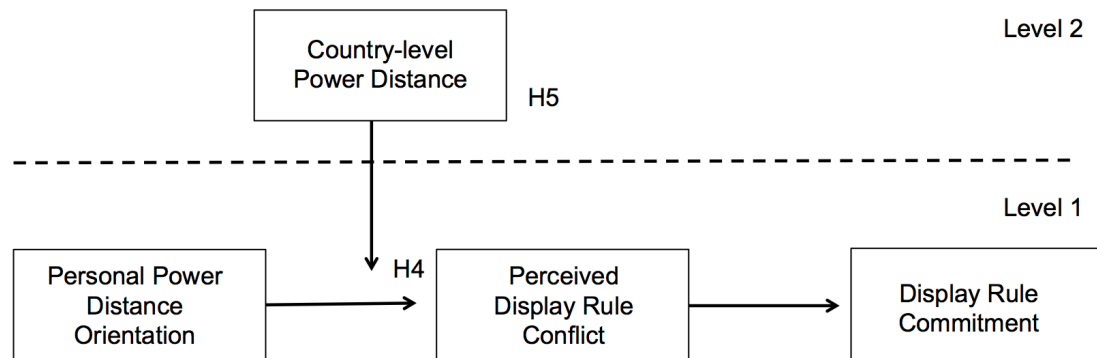 Level 2
Country-level
Power Distance
H5
Level 1
H4
Personal Power
Distance
Orientation
Perceived
Display Rule
Conflict
Display Rule
Commitment